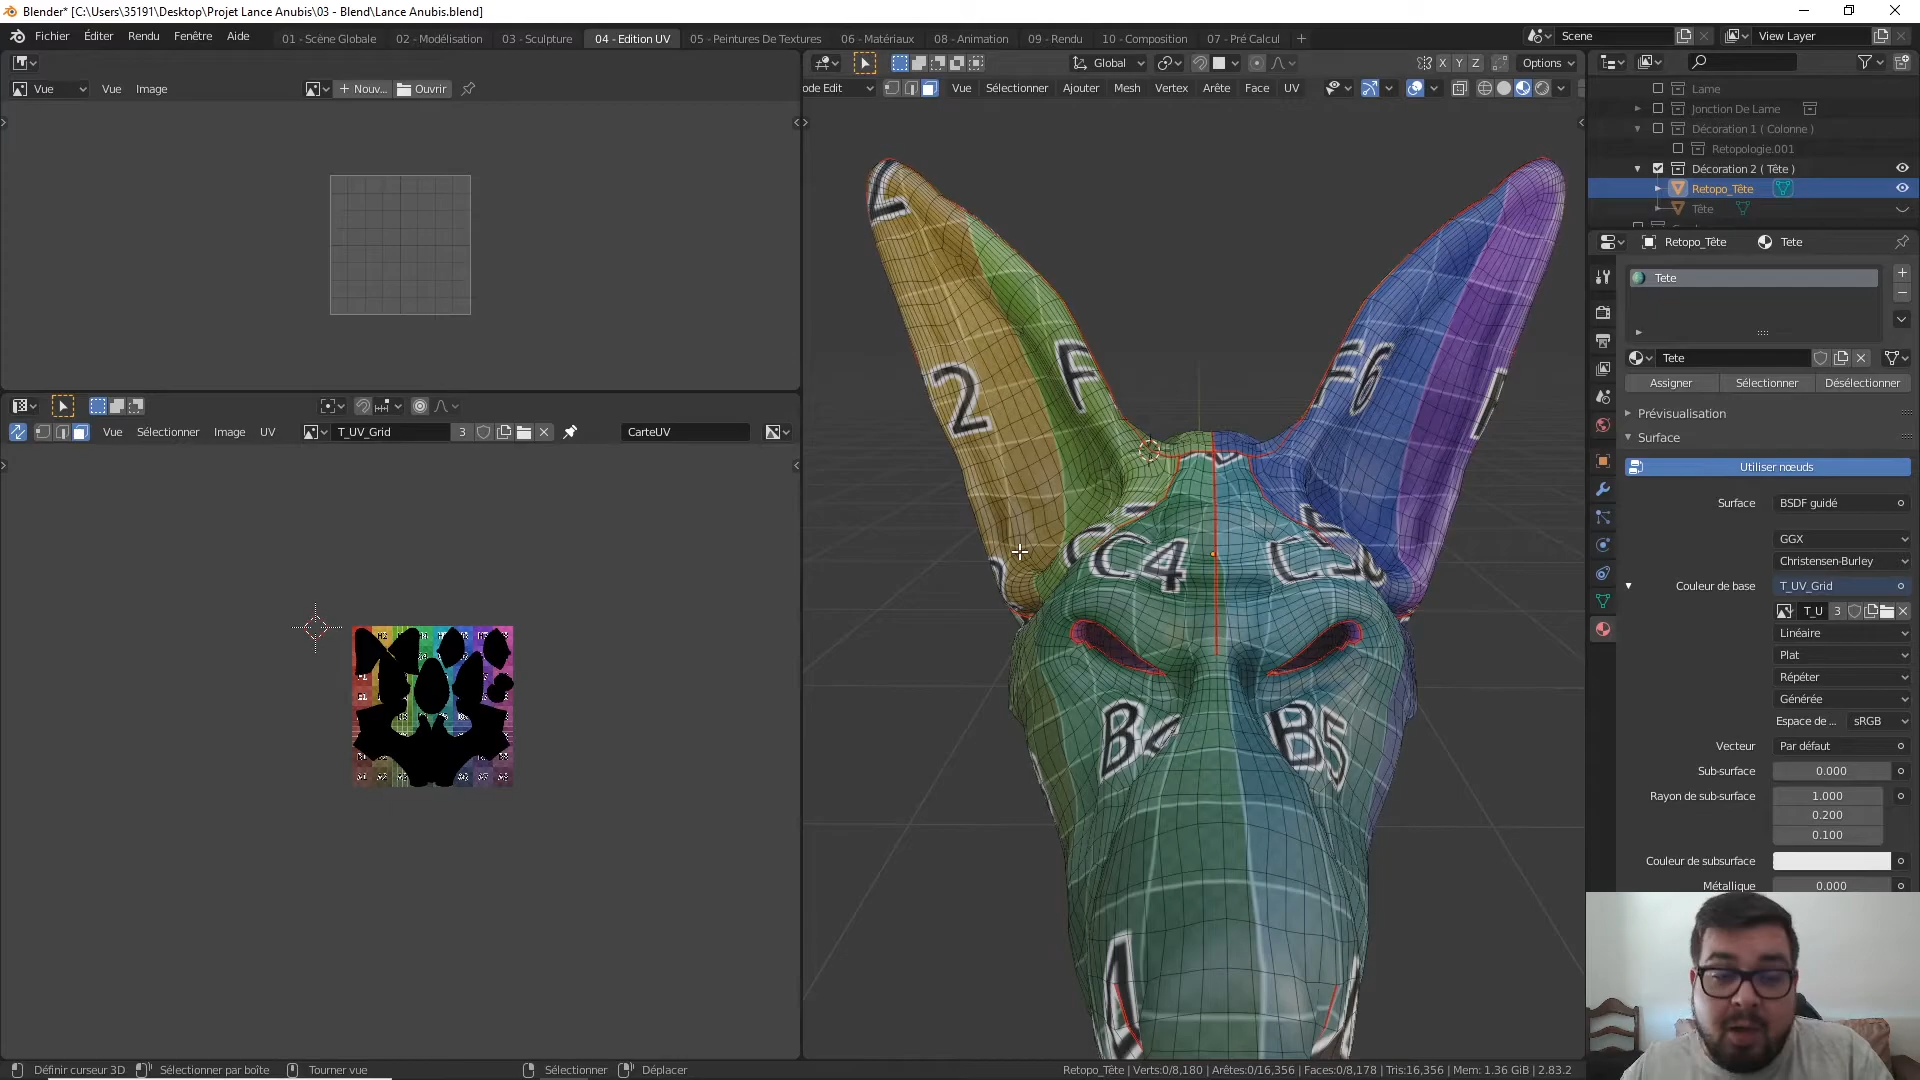 Blender* [C:\Users\35191\Desktop\Projet Lance Anubis\03 - Blend\Lance Anubis.blend]
Fichier Éditer Rendu Fenêtre Aide 01 - Scène Globale 02 - Modélisation 03 - Sculpture 04 - Edition UV 05 - Peintures De Textures 06 - Matériaux 08 - Animation 09 - Rendu 10 - Composition 07 - Pré Calcul + Scene View Layer
Global X Y Z Options
Vue Vue Image + Nouv... Ouvrir
ode Edit Vue Sélectionner Ajouter Mesh Vertex Arête Face UV
Lame
Jonction De Lame
Décoration 1 ( Colonne )
Retopologie.001
Décoration 2 ( Tête )
Retopo_Tête
Tête
Retopo_Tête Tete
Tete
Tete
Assigner Sélectionner Désélectionner
Prévisualisation
Surface
Utiliser nœuds
Surface BSDF guidé
GGX
Christensen-Burley
Couleur de base T_UV_Grid
T_U 3
Linéaire
Plat
Répéter
Générée
Espace de ... sRGB
Vecteur Par défaut
Sub-surface 0.000
Rayon de sub-surface 1.000
0.200
0.100
Couleur de subsurface
Métallique 0.000
Vue Sélectionner Image UV T_UV_Grid 3 CarteUV
2 F F6
C4
B5
Définir curseur 3D Sélectionner par boîte Tourner vue Sélectionner Déplacer
Retopo_Tête | Verts:0/8,180 | Arêtes:0/16,356 | Faces:0/8,178 | Tris:16,356 | Mem: 1.36 GiB | 2.83.2